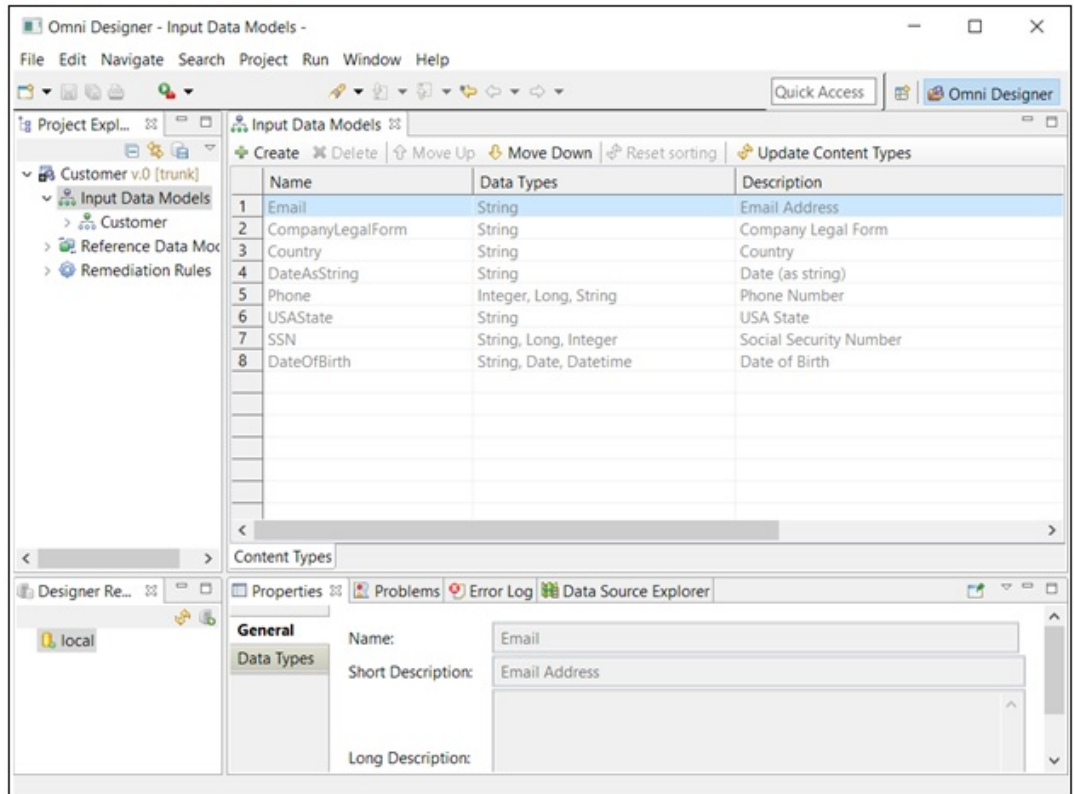 Omni Designer - Input Data Models -
File Edit Navigate Search Project Run Window Help
Quick Access Omni Designer
Project Expl...
Customer v.0 [trunk]
Input Data Models
Customer
Reference Data Moc
Remediation Rules
Input Data Models
Create Delete Move Up Move Down Reset sorting Update Content Types
Name Data Types Description
1 Email String Email Address
2 CompanyLegalForm String Company Legal Form
3 Country String Country
4 DateAsString String Date (as string)
5 Phone Integer, Long, String Phone Number
6 USAState String USA State
7 SSN String, Long, Integer Social Security Number
8 DateOfBirth String, Date, Datetime Date of Birth
Content Types
Designer Re...
local
Properties Problems Error Log Data Source Explorer
General
Data Types
Name: Email
Short Description: Email Address
Long Description: